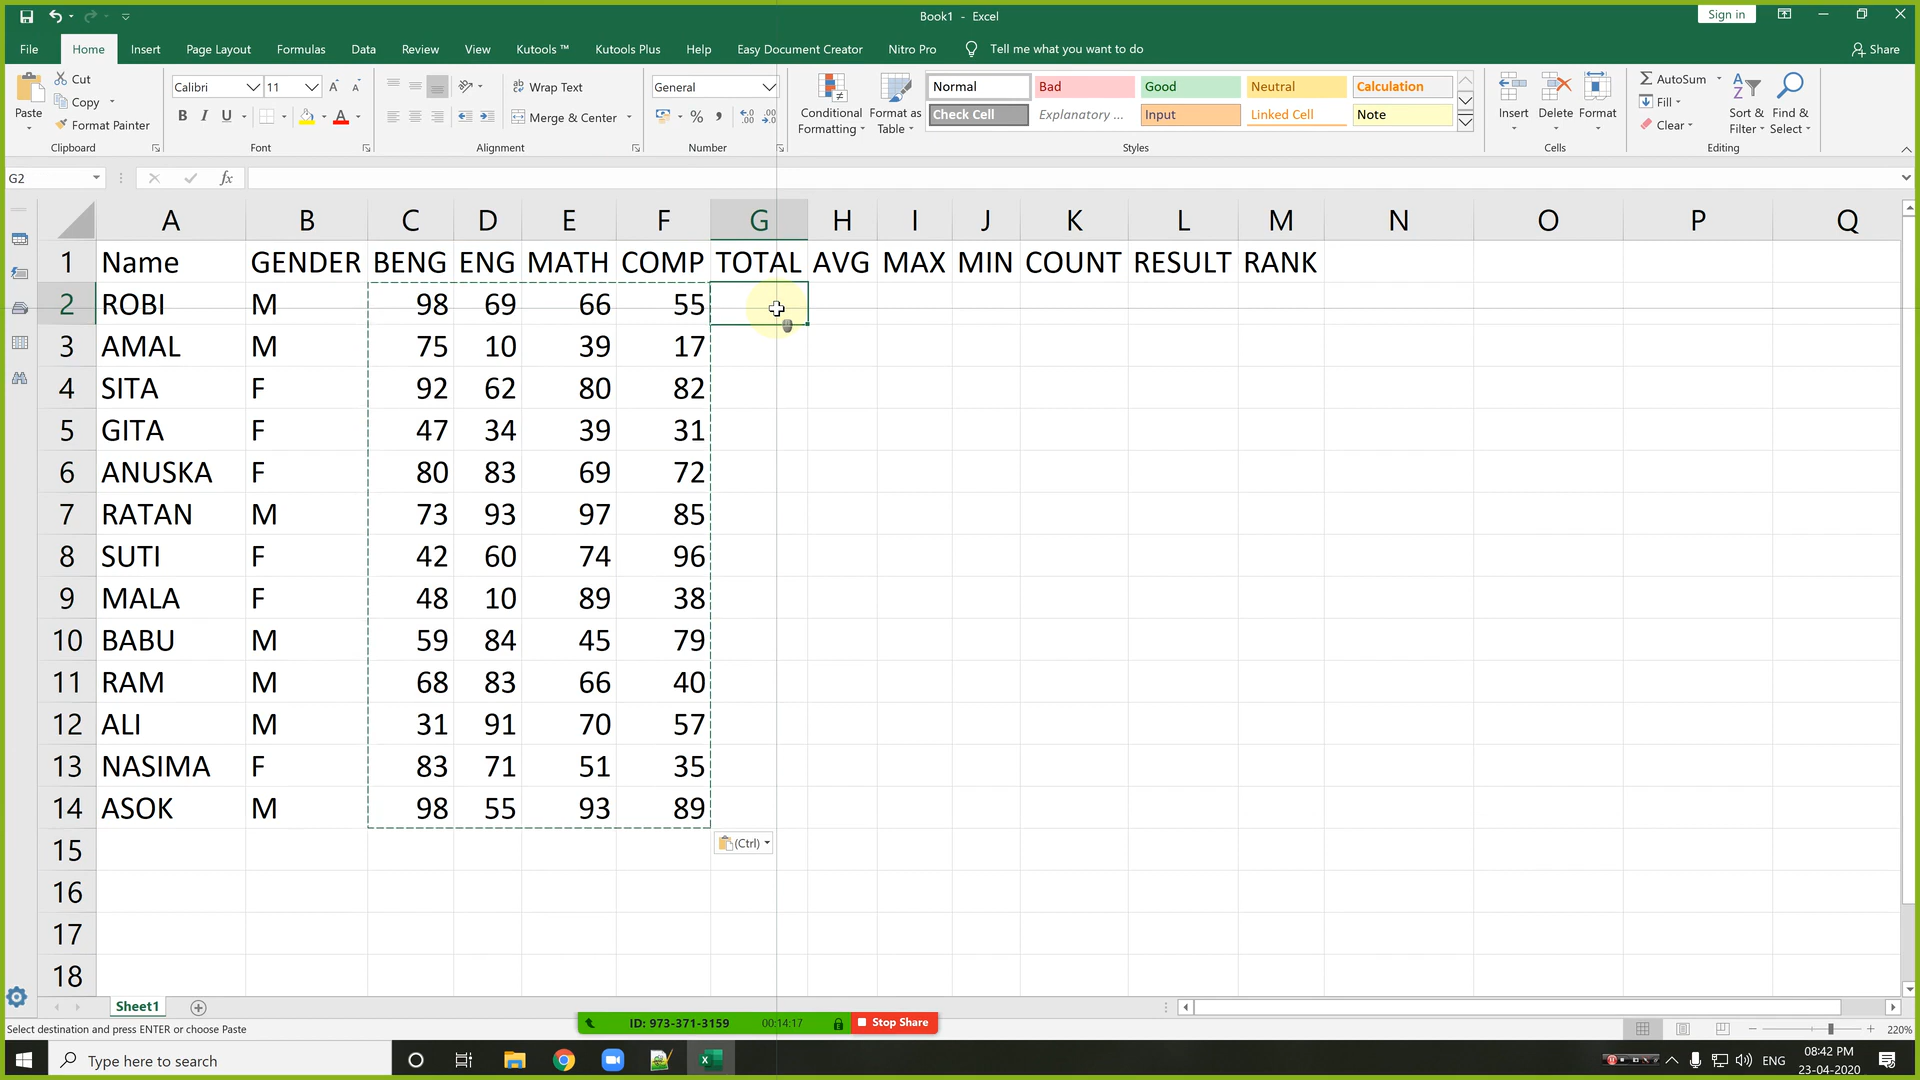 Book1 - Excel
Sign in
File Home Insert Page Layout Formulas Data Review View Kutools ™ Kutools Plus Help Easy Document Creator Nitro Pro Tell me what you want to do Share
Paste
Cut
Copy
Format Painter
Calibri 11
B I U
Wrap Text
Merge & Center
General
Conditional Formatting
Format as Table
Normal Bad Good Neutral Calculation
Check Cell Explanatory ... Input Linked Cell Note
Insert Delete Format
AutoSum
Fill
Clear
Sort & Filter
Find & Select
Clipboard Font Alignment Number Styles Cells Editing
G2 fx
A B C D E F G H I J K L M N O P Q
1 Name GENDER BENG ENG MATH COMP TOTAL AVG MAX MIN COUNT RESULT RANK
2 ROBI M 98 69 66 55
3 AMAL M 75 10 39 17
4 SITA F 92 62 80 82
5 GITA F 47 34 39 31
6 ANUSKA F 80 83 69 72
7 RATAN M 73 93 97 85
8 SUTI F 42 60 74 96
9 MALA F 48 10 89 38
10 BABU M 59 84 45 79
11 RAM M 68 83 66 40
12 ALI M 31 91 70 57
13 NASIMA F 83 71 51 35
14 ASOK M 98 55 93 89
(Ctrl)
15
16
17
18
Sheet1
ID: 973-371-3159 00:14:17 Stop Share
Select destination and press ENTER or choose Paste
220%
Type here to search
ENG
08:42 PM
23-04-2020